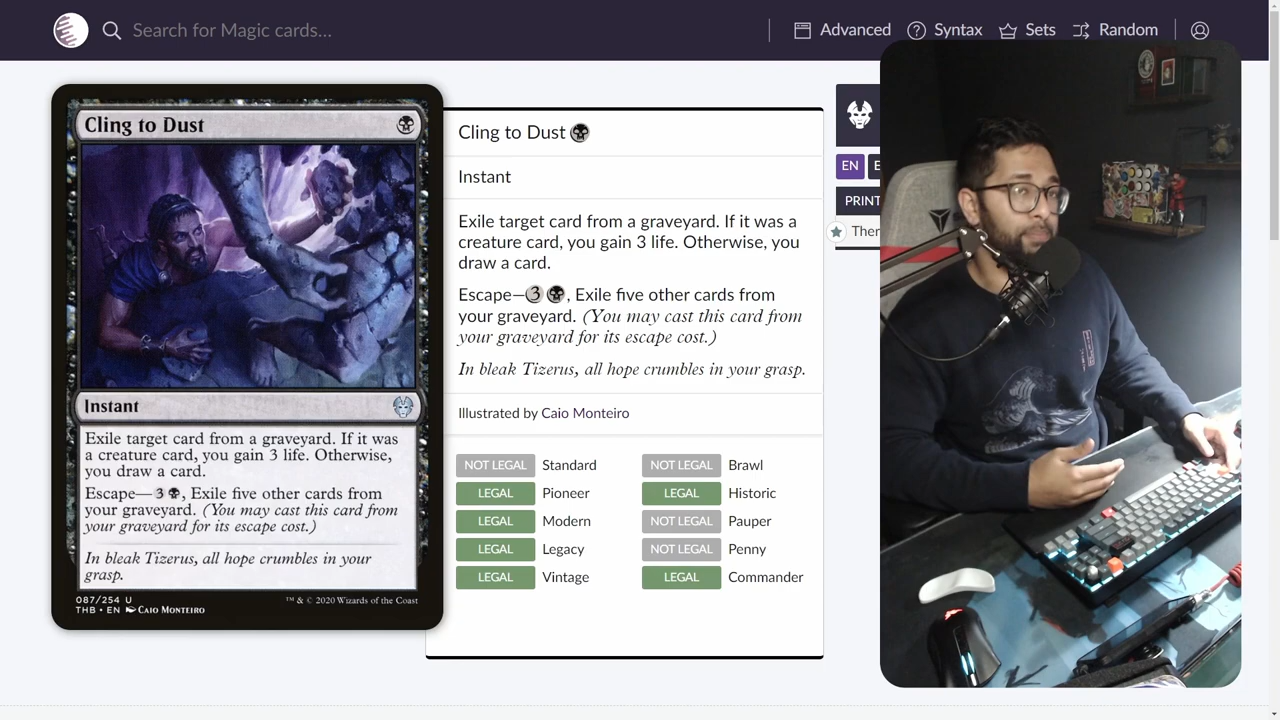 Search for Magic cards...
Advanced
Syntax
Sets
Random
Cling to Dust
Instant
Exile target card from a graveyard. If it was
a creature card, you gain 3 life. Otherwise,
you draw a card.
Escape—3, Exile five other cards from
your graveyard. (You may cast this card from
your graveyard for its escape cost.)
In bleak Tizerus, all hope crumbles in your
grasp.
087/254 U
THB • EN Caio Monteiro
™ & © 2020 Wizards of the Coast
Cling to Dust
Instant
Exile target card from a graveyard. If it was a
creature card, you gain 3 life. Otherwise, you
draw a card.
Escape—3, Exile five other cards from
your graveyard. (You may cast this card from
your graveyard for its escape cost.)
In bleak Tizerus, all hope crumbles in your grasp.
Illustrated by Caio Monteiro
NOT LEGAL Standard NOT LEGAL Brawl
LEGAL Pioneer LEGAL Historic
LEGAL Modern NOT LEGAL Pauper
LEGAL Legacy NOT LEGAL Penny
LEGAL Vintage LEGAL Commander
EN E
PRINT
Ther